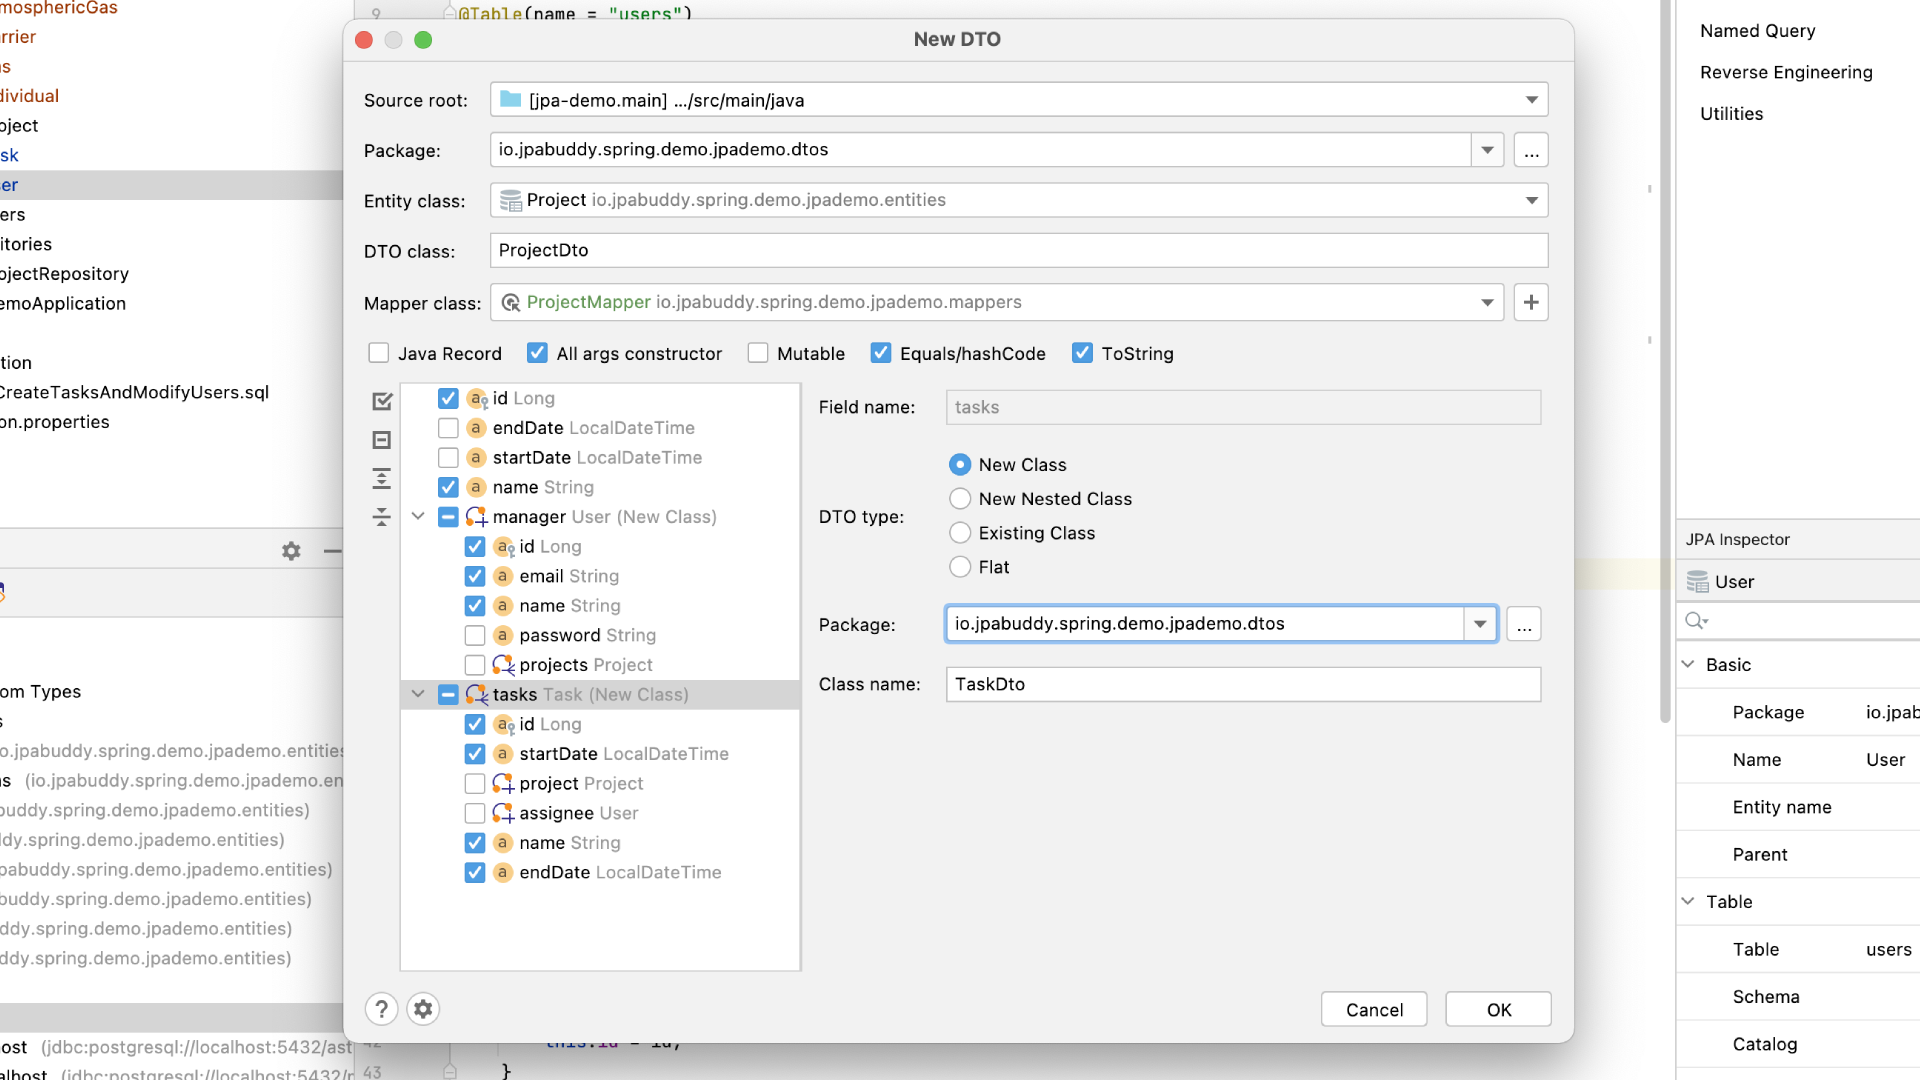 mosphericGas
arrier
as
dividual
oject
sk
ser
ers
itories
ojectRepository
emoApplication
tion
CreateTasksAndModifyUsers.sql
on.properties
om Types
s
o.jpabuddy.spring.demo.jpademo.entities
ns (io.jpabuddy.spring.demo.jpademo.en
buddy.spring.demo.jpademo.entities)
ddy.spring.demo.jpademo.entities)
pabuddy.spring.demo.jpademo.entities)
buddy.spring.demo.jpademo.entities)
ddy.spring.demo.jpademo.entities)
ddy.spring.demo.jpademo.entities)
ost (jdbc:postgresql://localhost:5432/ast
alhost (jdbc:postgresql://localhost:5432/
9 @Table(name = "users")
New DTO
Source root: [jpa-demo.main] .../src/main/java
Package: io.jpabuddy.spring.demo.jpademo.dtos ...
Entity class: Project io.jpabuddy.spring.demo.jpademo.entities
DTO class: ProjectDto
Mapper class: ProjectMapper io.jpabuddy.spring.demo.jpademo.mappers +
Java Record All args constructor Mutable Equals/hashCode ToString
a id Long
a endDate LocalDateTime
a startDate LocalDateTime
a name String
manager User (New Class)
a id Long
a email String
a name String
a password String
projects Project
tasks Task (New Class)
a id Long
a startDate LocalDateTime
project Project
assignee User
a name String
a endDate LocalDateTime
Field name: tasks
DTO type:
New Class
New Nested Class
Existing Class
Flat
Package: io.jpabuddy.spring.demo.jpademo.dtos ...
Class name: TaskDto
? Cancel OK
42 this.id = id;
43 }
Named Query
Reverse Engineering
Utilities
JPA Inspector
User
Basic
Package io.jpab
Name User
Entity name
Parent
Table
Table users
Schema
Catalog